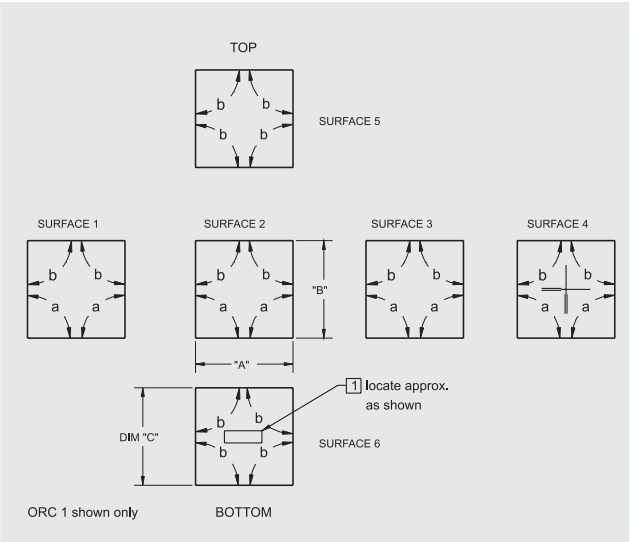 TOP
b b
b b
SURFACE 5
SURFACE 1 SURFACE 2 SURFACE 3 SURFACE 4
b b b b b b b b
a a a a a a a a
"B"
"A"
1 locate approx.
as shown
b b
DIM "C"
b b
SURFACE 6
ORC 1 shown only BOTTOM